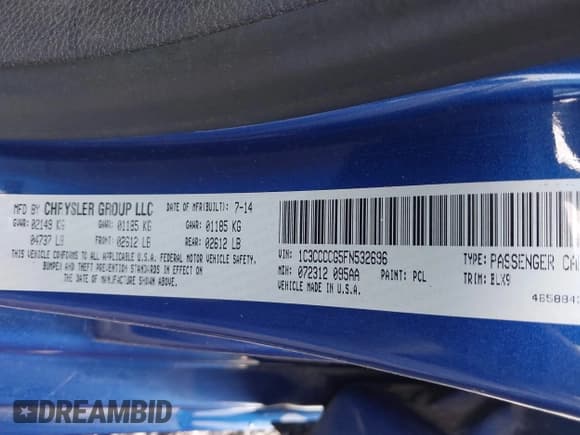 MFD BY CHRYSLER GROUP LLC DATE OF MFR(BUILT): 7-14
GVWR: 02149 KG GAWR: 01185 KG GAWR: 01185 KG
04737 LB FRONT: 02612 LB REAR: 02612 LB
THIS VEHICLE CONFORMS TO ALL APPLICABLE U.S.A. FEDERAL MOTOR VEHICLE SAFETY,
BUMPER AND THEFT PREVENTION STANDARDS IN EFFECT ON THE DATE
OF MANUFACTURE SHOWN ABOVE.
VIN: 1C3CCCCG5FN532696 TYPE: PASSENGER CA
MDH: 072312 095AA PAINT: PCL TRIM: BLX9
VEHICLE MADE IN U.S.A.
DREAMBID